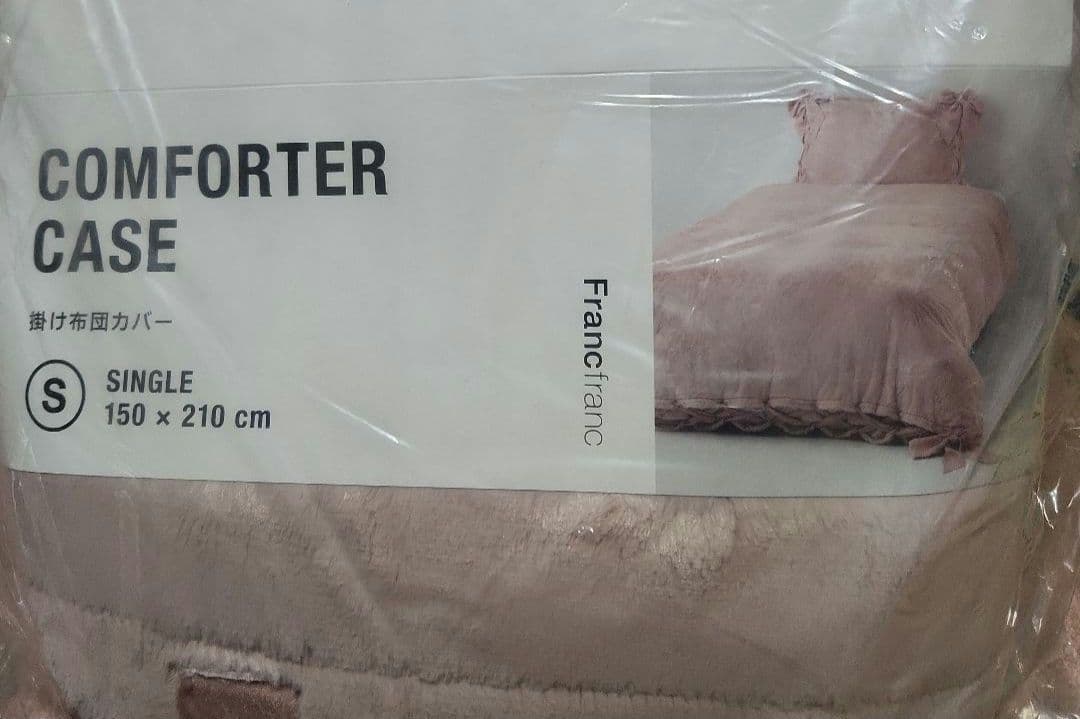 COMFORTER
CASE
掛け布団カバー
S
SINGLE
150 × 210 cm
Francfranc